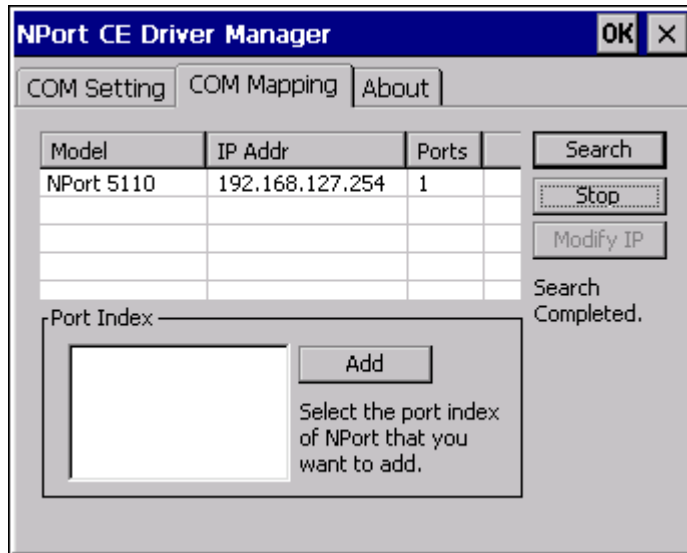 NPort CE Driver Manager OK ×
COM Setting COM Mapping About
Model IP Addr Ports
NPort 5110 192.168.127.254 1
Search
Stop
Modify IP
Search
Completed.
Port Index
Add
Select the port index
of NPort that you
want to add.